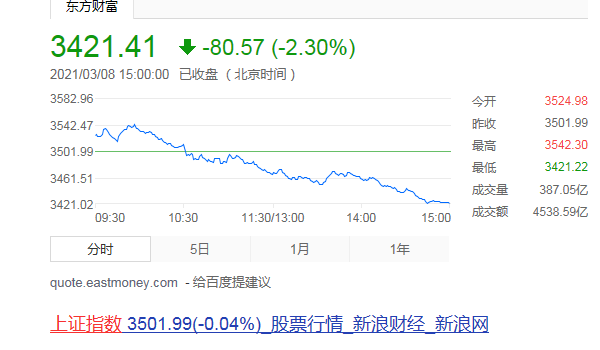 东方财富
3421.41 -80.57 (-2.30%)
2021/03/08 15:00:00 已收盘 （北京时间）
3582.96
3542.47
3501.99
3461.51
3421.02
09:30 10:30 11:30/13:00 14:00 15:00
今开 3524.98
昨收 3501.99
最高 3542.30
最低 3421.22
成交量 387.05亿
成交额 4538.59亿
分时 5日 1月 1年
quote.eastmoney.com - 给百度提建议
上证指数 3501.99(-0.04%)_股票行情_新浪财经_新浪网